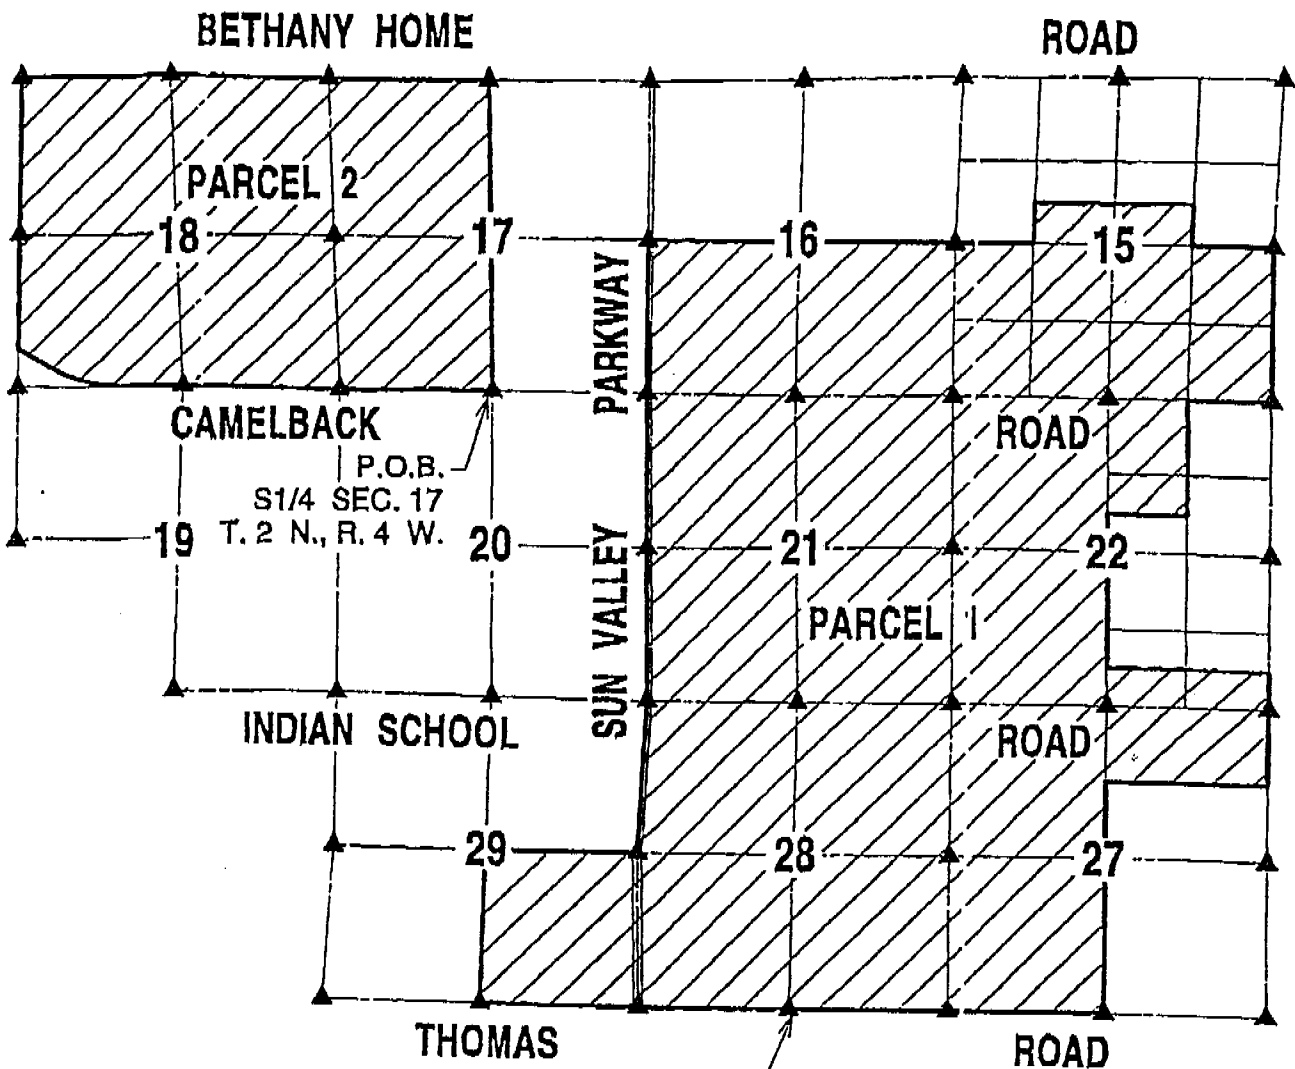 BETHANY HOME ROAD
PARCEL 2
18 17 16 15
PARKWAY
CAMELBACK ROAD
P.O.B.
S1/4 SEC. 17
T. 2 N., R. 4 W.
19 20 21 22
SUN VALLEY
PARCEL 1
INDIAN SCHOOL ROAD
29 28 27
THOMAS ROAD